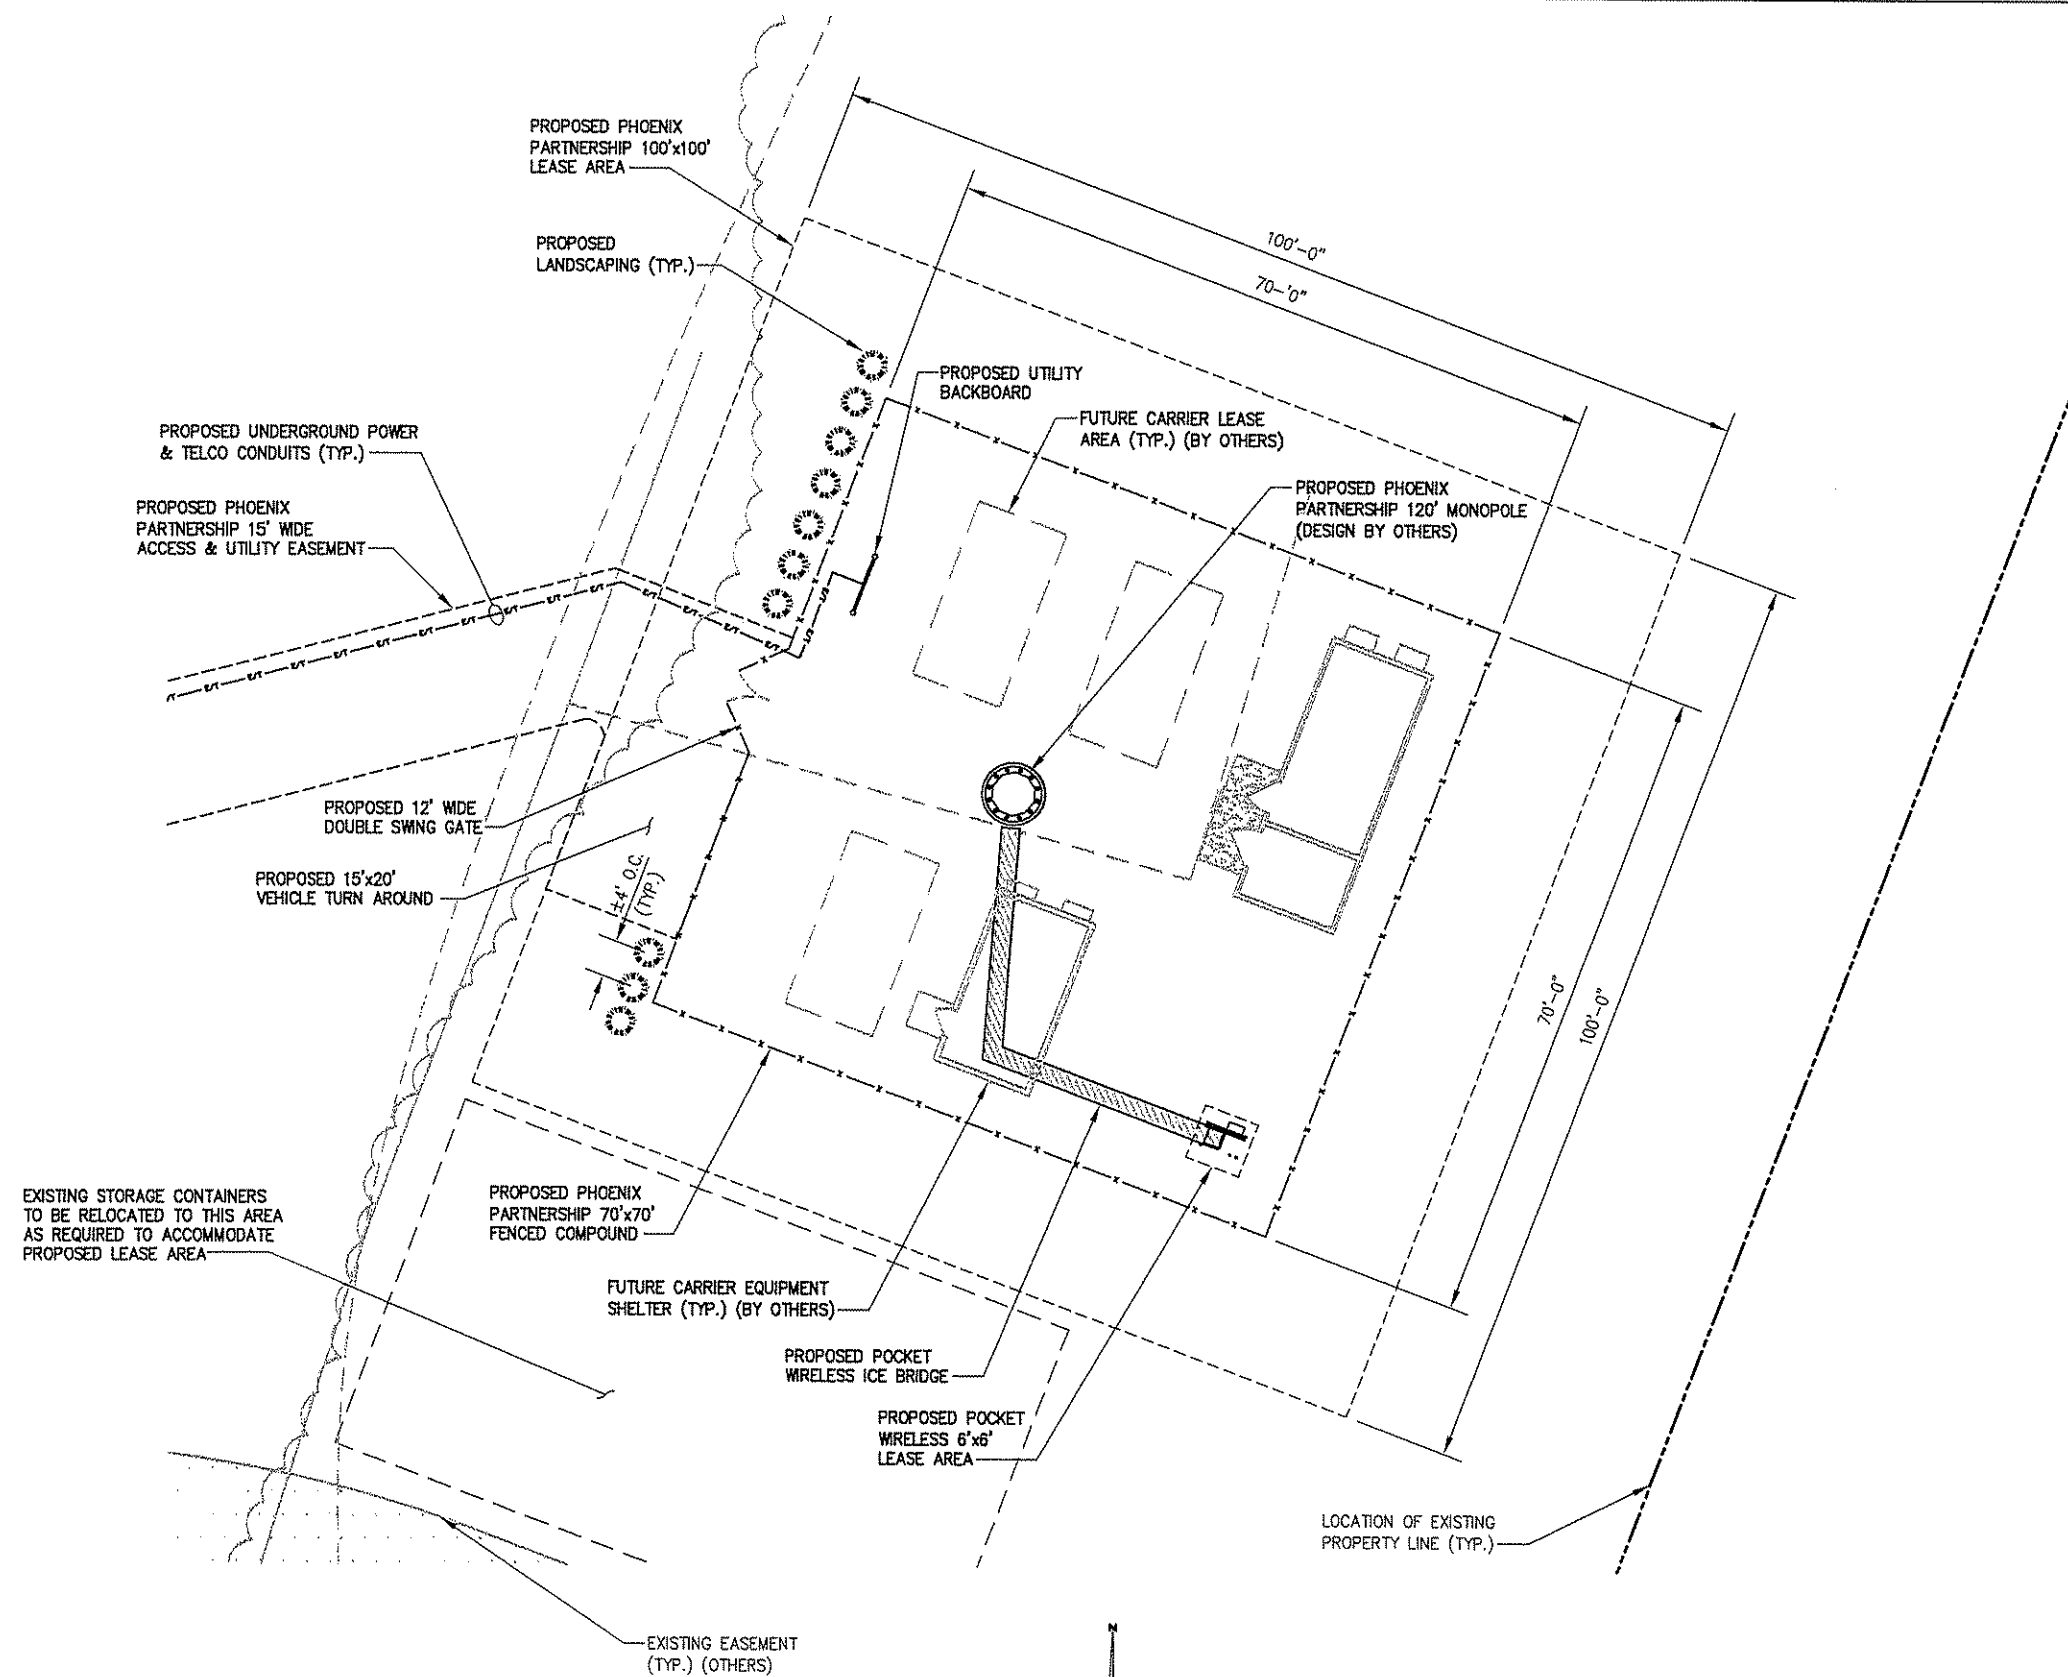 PROPOSED PHOENIX
PARTNERSHIP 100'x100'
LEASE AREA
PROPOSED
LANDSCAPING (TYP.)
100'-0"
70-'0"
PROPOSED UTILITY
BACKBOARD
FUTURE CARRIER LEASE
AREA (TYP.) (BY OTHERS)
PROPOSED UNDERGROUND POWER
& TELCO CONDUITS (TYP.)
PROPOSED PHOENIX
PARTNERSHIP 120' MONOPOLE
(DESIGN BY OTHERS)
PROPOSED PHOENIX
PARTNERSHIP 15' WIDE
ACCESS & UTILITY EASEMENT
PROPOSED 12' WIDE
DOUBLE SWING GATE
PROPOSED 15'x20'
VEHICLE TURN AROUND
±4' O.C.
(TYP.)
70'-0"
100'-0"
EXISTING STORAGE CONTAINERS
TO BE RELOCATED TO THIS AREA
AS REQUIRED TO ACCOMMODATE
PROPOSED LEASE AREA
PROPOSED PHOENIX
PARTNERSHIP 70'x70'
FENCED COMPOUND
FUTURE CARRIER EQUIPMENT
SHELTER (TYP.) (BY OTHERS)
PROPOSED POCKET
WIRELESS ICE BRIDGE
PROPOSED POCKET
WIRELESS 6'x6'
LEASE AREA
LOCATION OF EXISTING
PROPERTY LINE (TYP.)
EXISTING EASEMENT
(TYP.) (OTHERS)
N